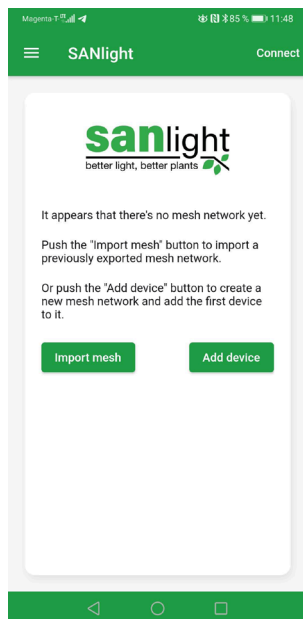 Magenta-T LTE 85 % 11:48
SANlight Connect
sanlight
better light, better plants
It appears that there's no mesh network yet.
Push the "Import mesh" button to import a
previously exported mesh network.
Or push the "Add device" button to create a
new mesh network and add the first device
to it.
Import mesh Add device